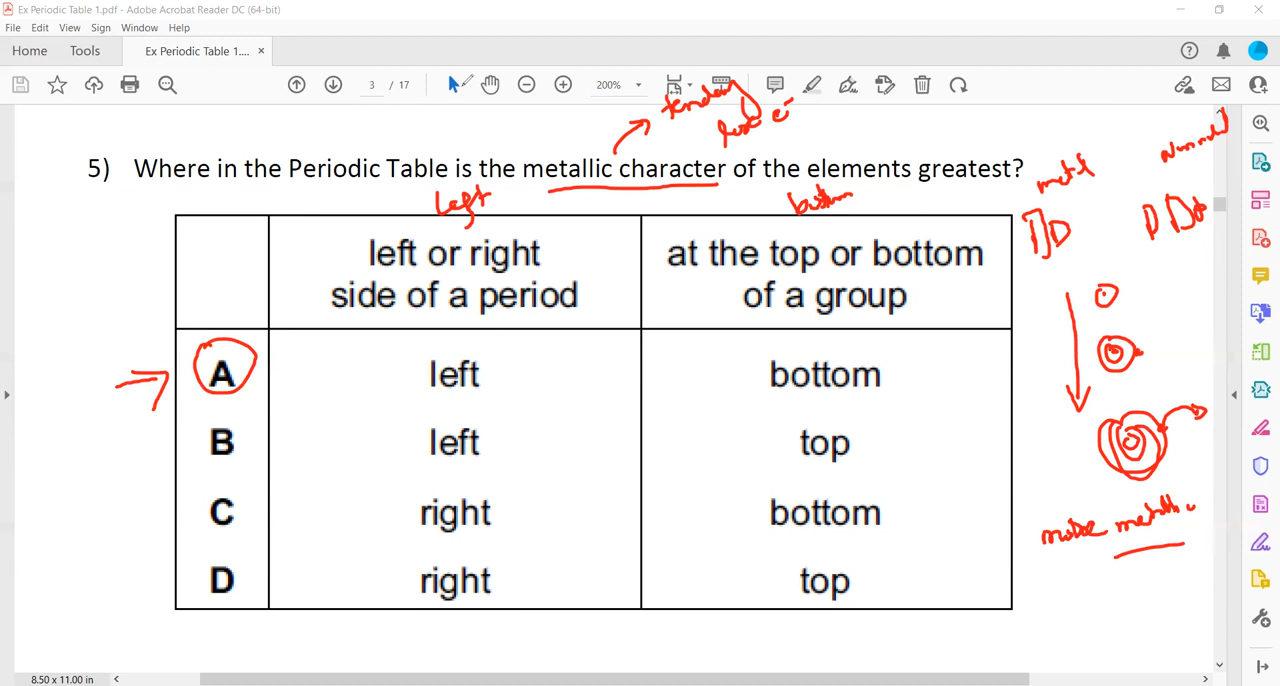 Ex Periodic Table 1.pdf - Adobe Acrobat Reader DC (64-bit)
File Edit View Sign Window Help
Home Tools Ex Periodic Table 1.... ×
3 / 17 200%
tendency
lose e-
5) Where in the Periodic Table is the metallic character of the elements greatest?
metal
left bottom
left or right side of a period at the top or bottom of a group
A left bottom
B left top
C right bottom
D right top
more metallic
8.50 x 11.00 in